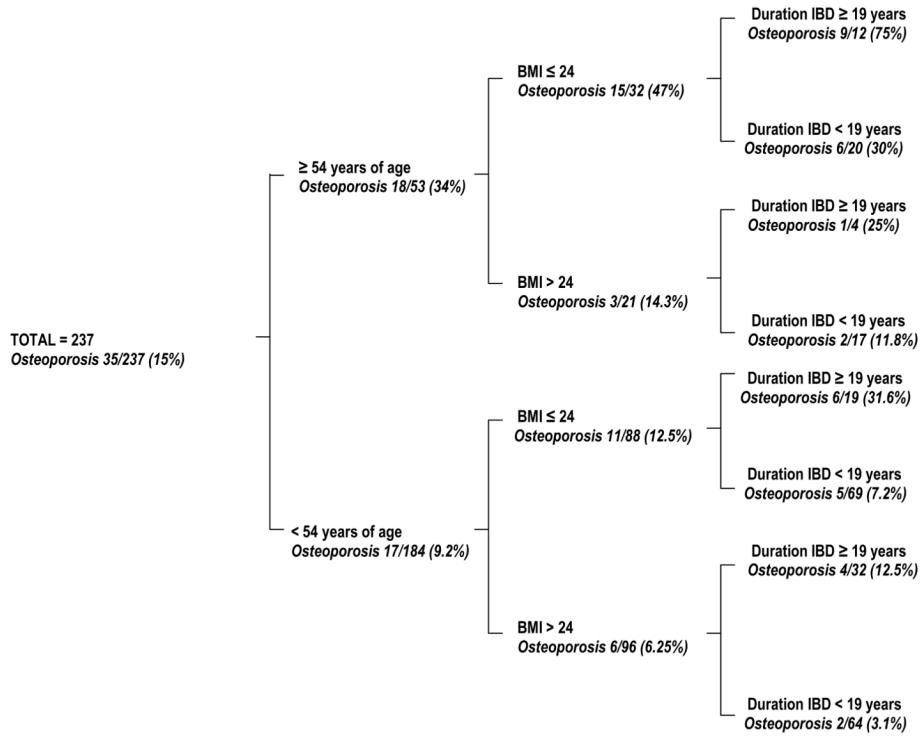 TOTAL = 237
Osteoporosis 35/237 (15%)
≥ 54 years of age
Osteoporosis 18/53 (34%)
BMI ≤ 24
Osteoporosis 15/32 (47%)
Duration IBD ≥ 19 years
Osteoporosis 9/12 (75%)
Duration IBD < 19 years
Osteoporosis 6/20 (30%)
BMI > 24
Osteoporosis 3/21 (14.3%)
Duration IBD ≥ 19 years
Osteoporosis 1/4 (25%)
Duration IBD < 19 years
Osteoporosis 2/17 (11.8%)
< 54 years of age
Osteoporosis 17/184 (9.2%)
BMI ≤ 24
Osteoporosis 11/88 (12.5%)
Duration IBD ≥ 19 years
Osteoporosis 6/19 (31.6%)
Duration IBD < 19 years
Osteoporosis 5/69 (7.2%)
BMI > 24
Osteoporosis 6/96 (6.25%)
Duration IBD ≥ 19 years
Osteoporosis 4/32 (12.5%)
Duration IBD < 19 years
Osteoporosis 2/64 (3.1%)